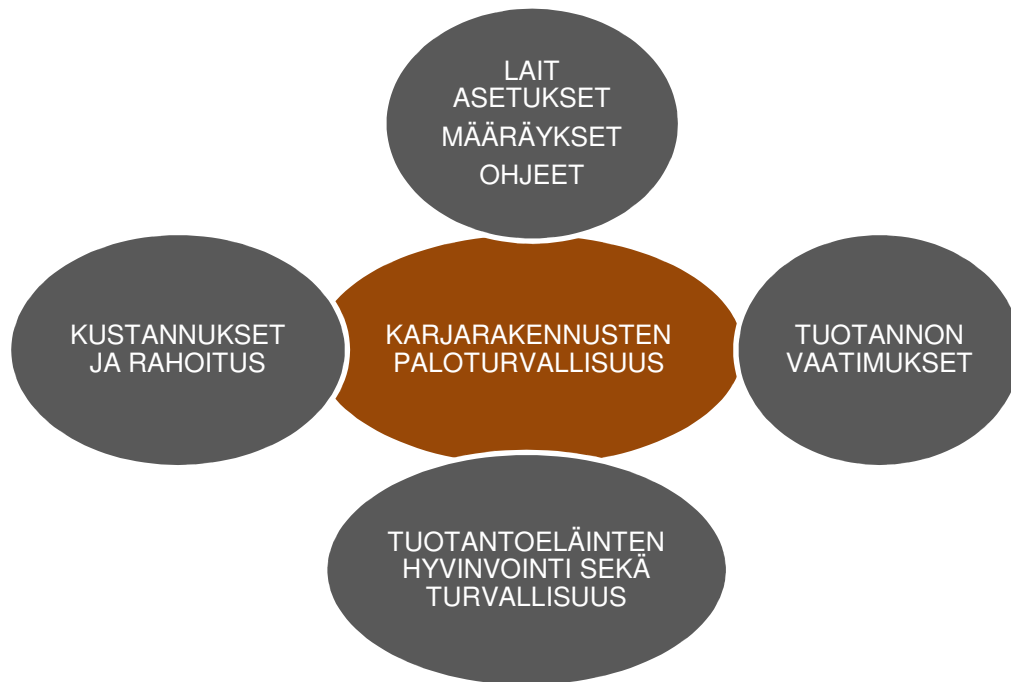 LAIT
ASETUKSET
MÄÄRÄYKSET
OHJEET
KUSTANNUKSET
JA RAHOITUS
KARJARAKENNUSTEN
PALOTURVALLISUUS
TUOTANNON
VAATIMUKSET
TUOTANTOELÄINTEN
HYVINVOINTI SEKÄ
TURVALLISUUS